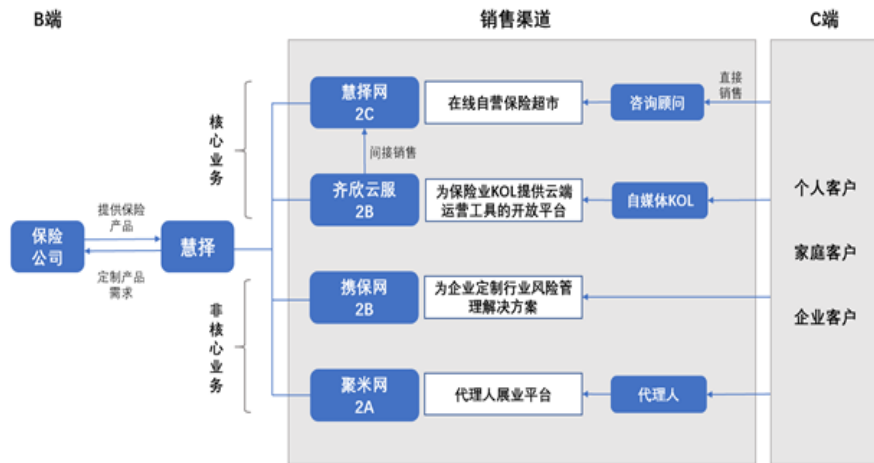 B端
销售渠道
C端
核
心
业
务
慧择网
2C
在线自营保险超市
咨询顾问
直接
销售
间接销售
齐欣云服
2B
为保险业KOL提供云端
运营工具的开放平台
自媒体KOL
个人客户
保险
公司
提供保险
产品
定制产品
需求
慧择
家庭客户
非
核
心
业
务
携保网
2B
为企业定制行业风险管
理解决方案
企业客户
聚米网
2A
代理人展业平台
代理人